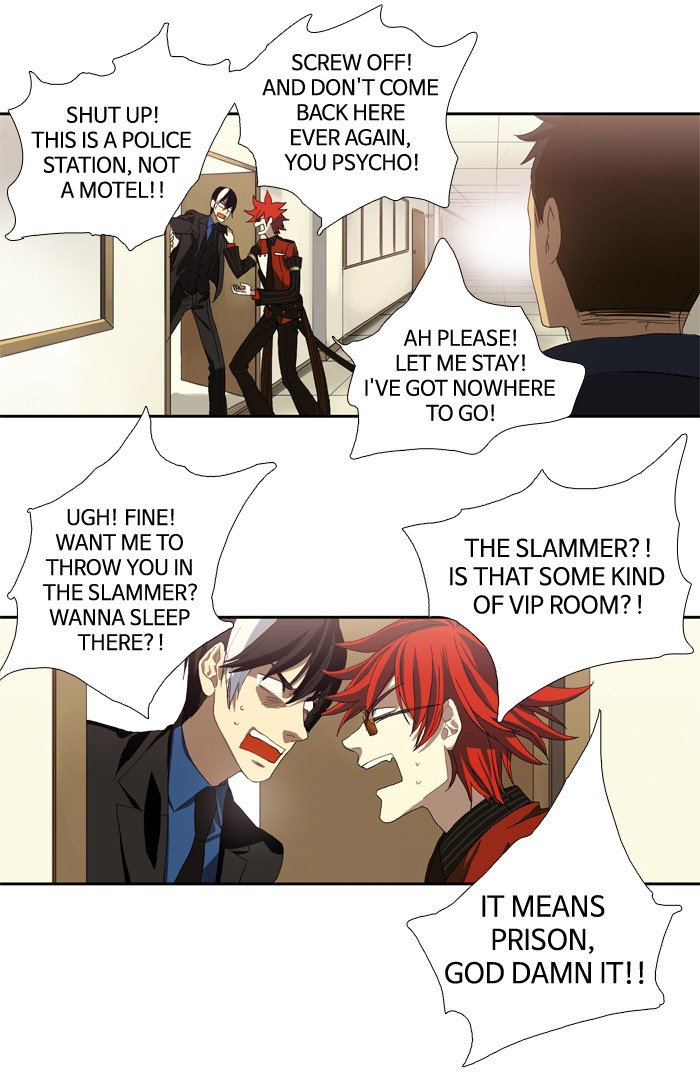 SCREW OFF!
AND DON'T COME
BACK HERE
EVER AGAIN,
YOU PSYCHO!
SHUT UP!
THIS IS A POLICE
STATION, NOT
A MOTEL!!
AH PLEASE!
LET ME STAY!
I'VE GOT NOWHERE
TO GO!
UGH! FINE!
WANT ME TO
THROW YOU IN
THE SLAMMER?
WANNA SLEEP
THERE?!
THE SLAMMER?!
IS THAT SOME KIND
OF VIP ROOM?!
IT MEANS
PRISON,
GOD DAMN IT!!